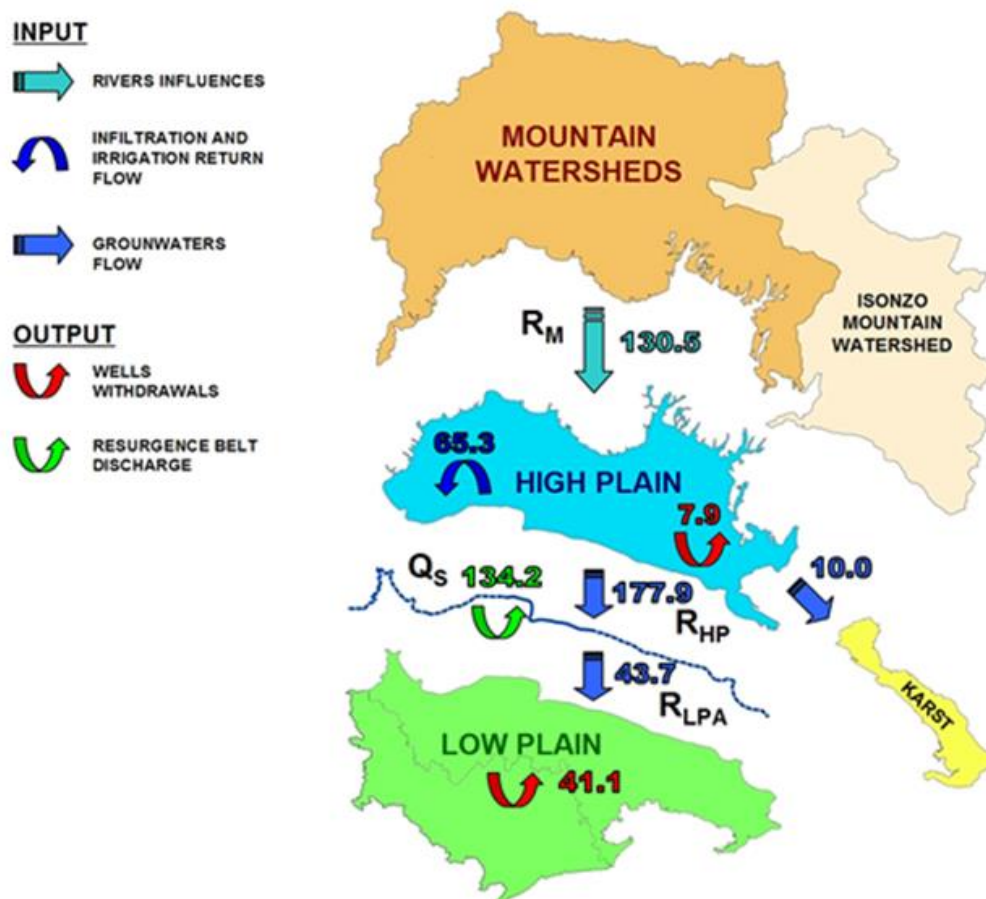 INPUT
RIVERS INFLUENCES
INFILTRATION AND
IRRIGATION RETURN
FLOW
GROUNWATERS
FLOW
OUTPUT
WELLS
WITHDRAWALS
RESURGENCE BELT
DISCHARGE
MOUNTAIN
WATERSHEDS
ISONZO
MOUNTAIN
WATERSHED
RM 130.5
65.3
HIGH PLAIN
7.9
10.0
QS 134.2
177.9
RHP
43.7
RLPA
KARST
LOW PLAIN
41.1